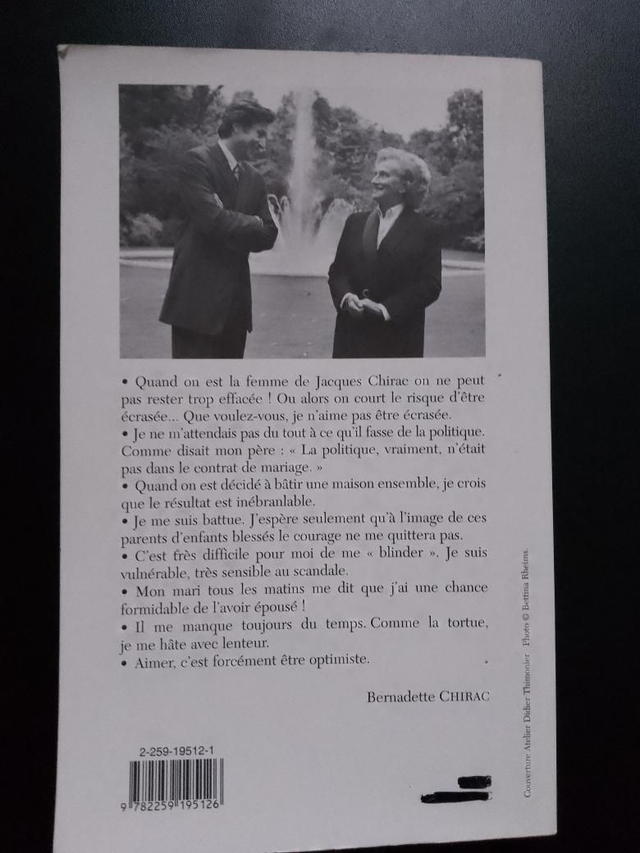 • Quand on est la femme de Jacques Chirac on ne peut
pas rester trop effacée ! Ou alors on court le risque d'être
écrasée... Que voulez-vous, je n'aime pas être écrasée.
• Je ne m'attendais pas du tout à ce qu'il fasse de la politique.
Comme disait mon père : « La politique, vraiment, n'était
pas dans le contrat de mariage. »
• Quand on est décidé à bâtir une maison ensemble, je crois
que le résultat est inébranlable.
• Je me suis battue. J'espère seulement qu'à l'image de ces
parents d'enfants blessés le courage ne me quittera pas.
• C'est très difficile pour moi de me « blinder ». Je suis
vulnérable, très sensible au scandale.
• Mon mari tous les matins me dit que j'ai une chance
formidable de l'avoir épousé !
• Il me manque toujours du temps. Comme la tortue,
je me hâte avec lenteur.
• Aimer, c'est forcément être optimiste.
Bernadette CHIRAC
Couverture Atelier Didier Thimonier Photo © Bettina Rheims.
2-259-19512-1
9 782259 195126